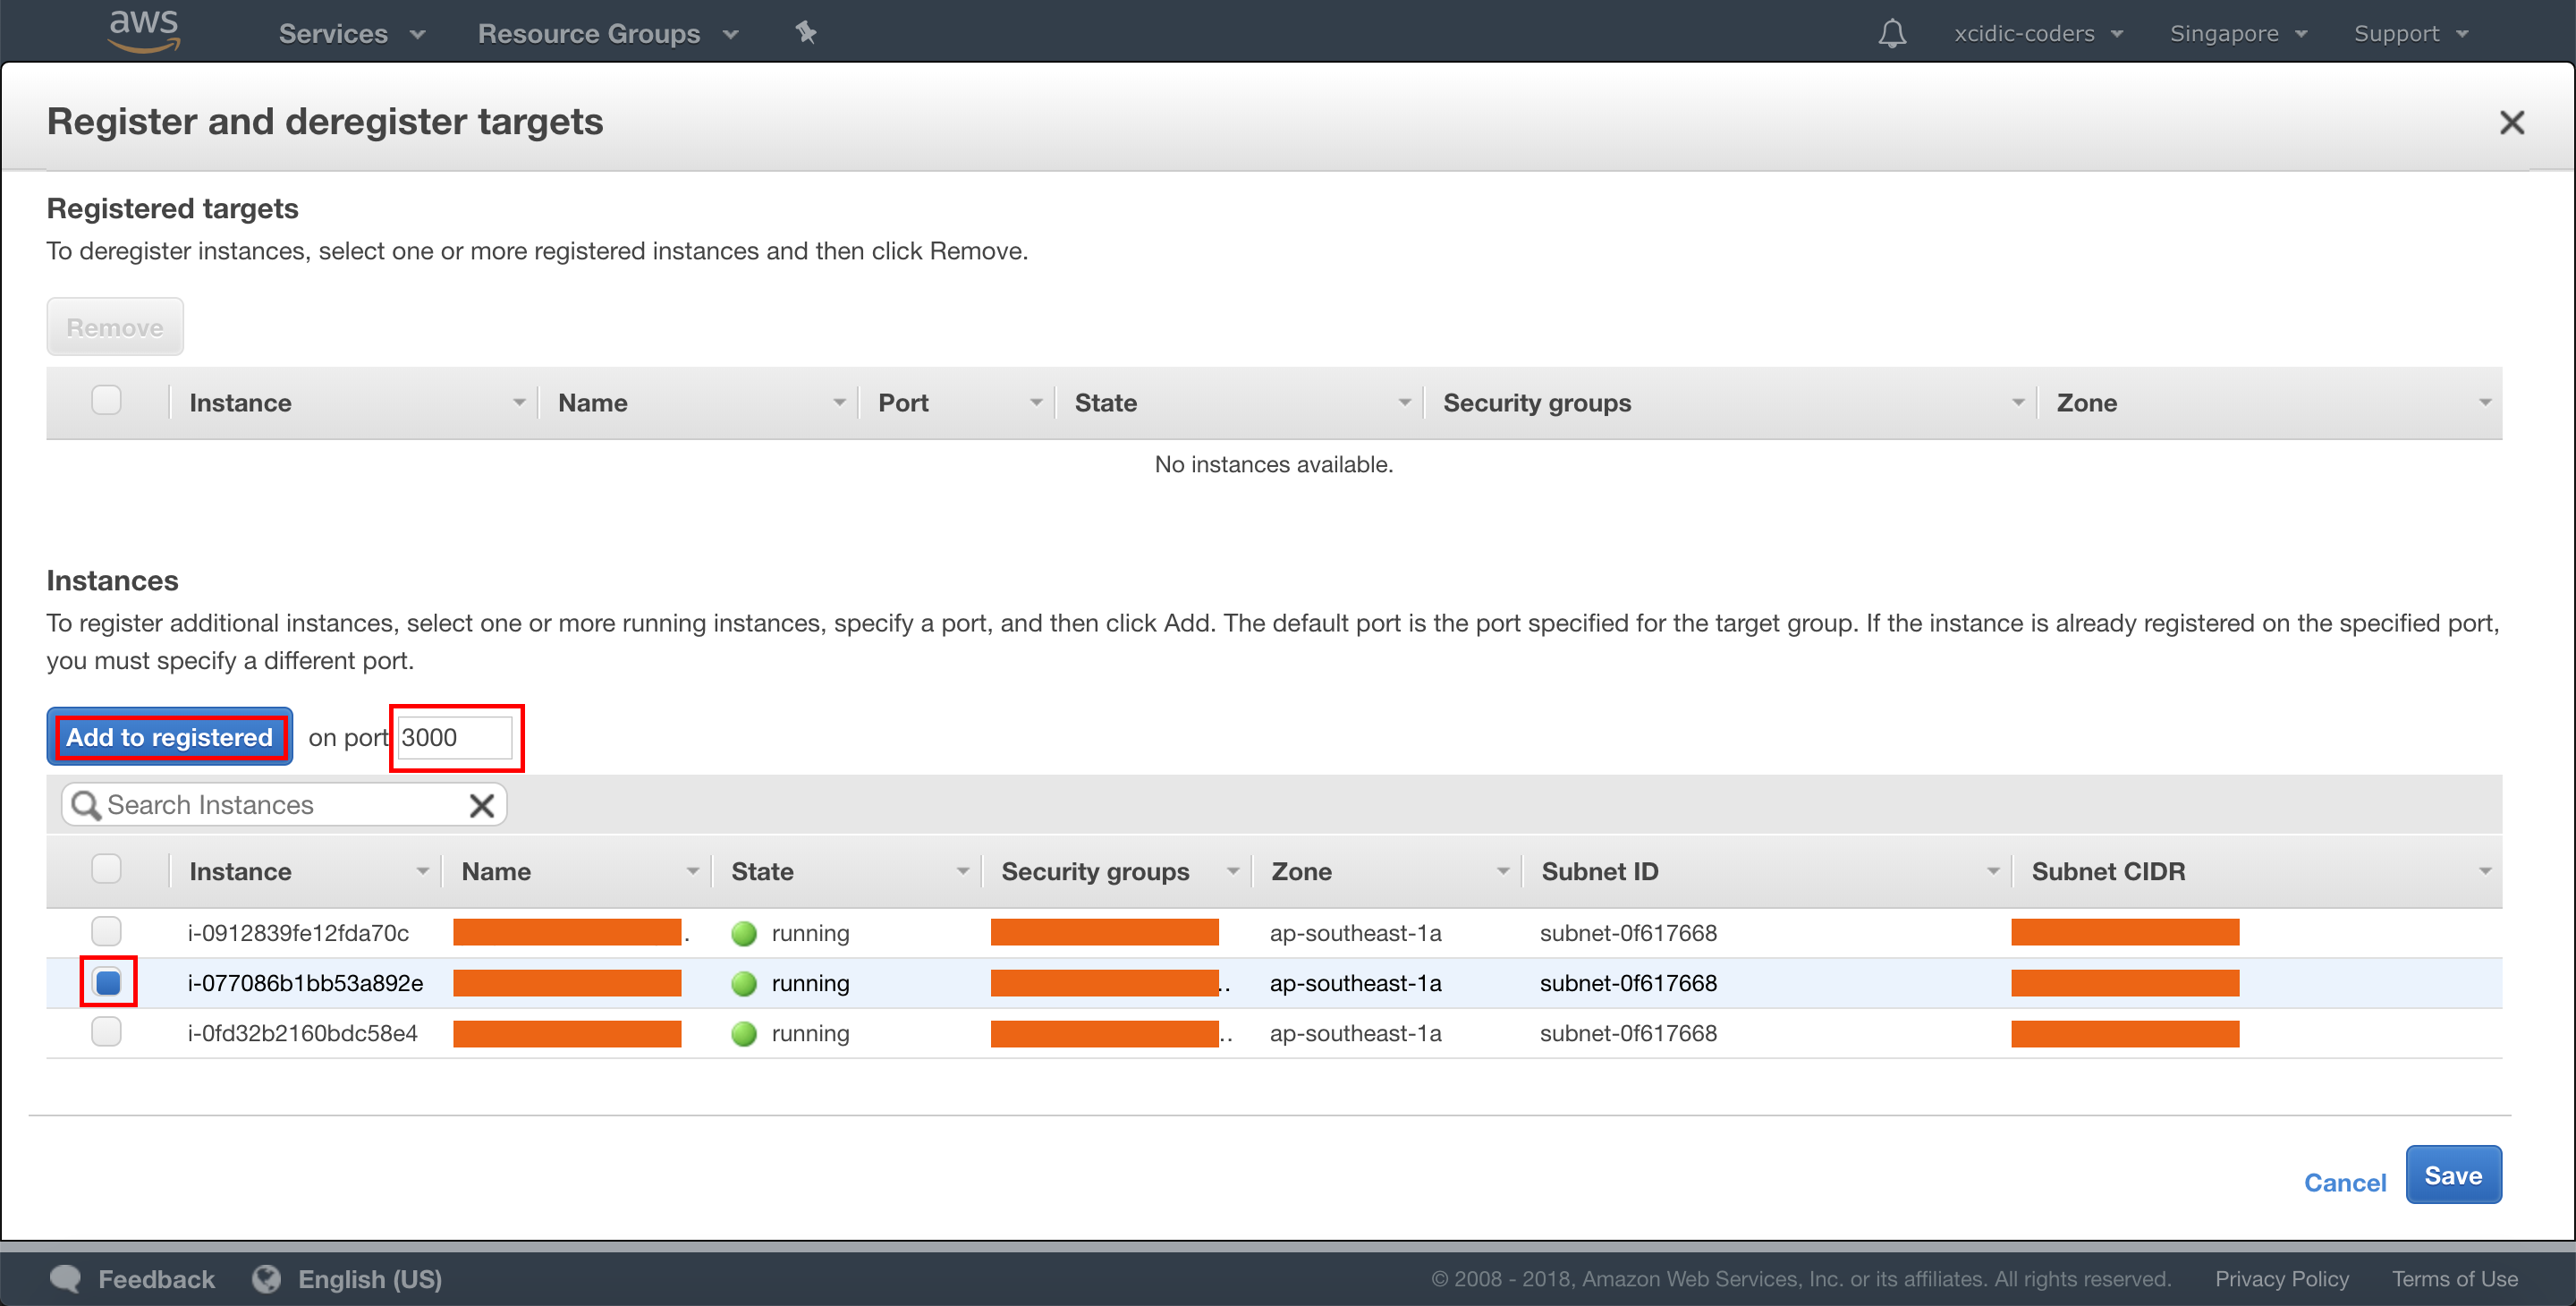 aws Services Resource Groups xcidic-coders Singapore Support
Register and deregister targets
Registered targets
To deregister instances, select one or more registered instances and then click Remove.
Remove
Instance Name Port State Security groups Zone
No instances available.
Instances
To register additional instances, select one or more running instances, specify a port, and then click Add. The default port is the port specified for the target group. If the instance is already registered on the specified port,
you must specify a different port.
Add to registered on port 3000
Search Instances
Instance Name State Security groups Zone Subnet ID Subnet CIDR
i-0912839fe12fda70c . running ap-southeast-1a subnet-0f617668
i-077086b1bb53a892e running .. ap-southeast-1a subnet-0f617668
i-0fd32b2160bdc58e4 running .. ap-southeast-1a subnet-0f617668
Cancel Save
Feedback English (US) © 2008 - 2018, Amazon Web Services, Inc. or its affiliates. All rights reserved. Privacy Policy Terms of Use